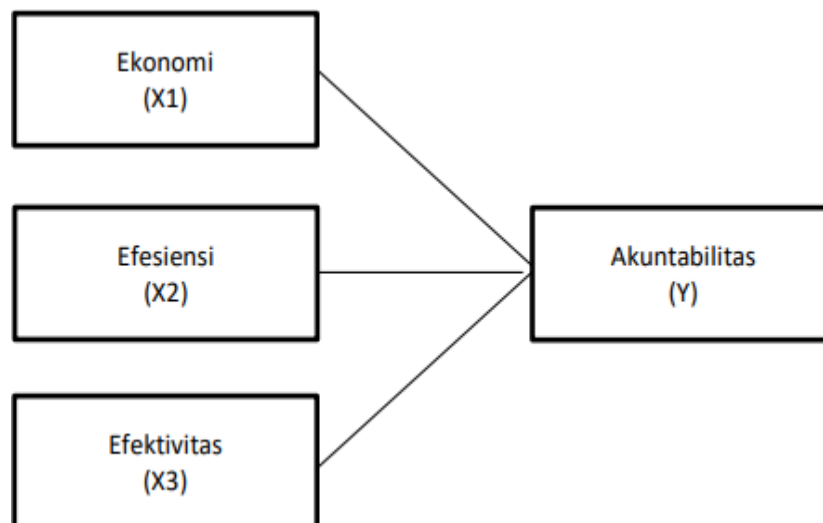 Ekonomi
(X1)
Efesiensi
(X2)
Akuntabilitas
(Y)
Efektivitas
(X3)